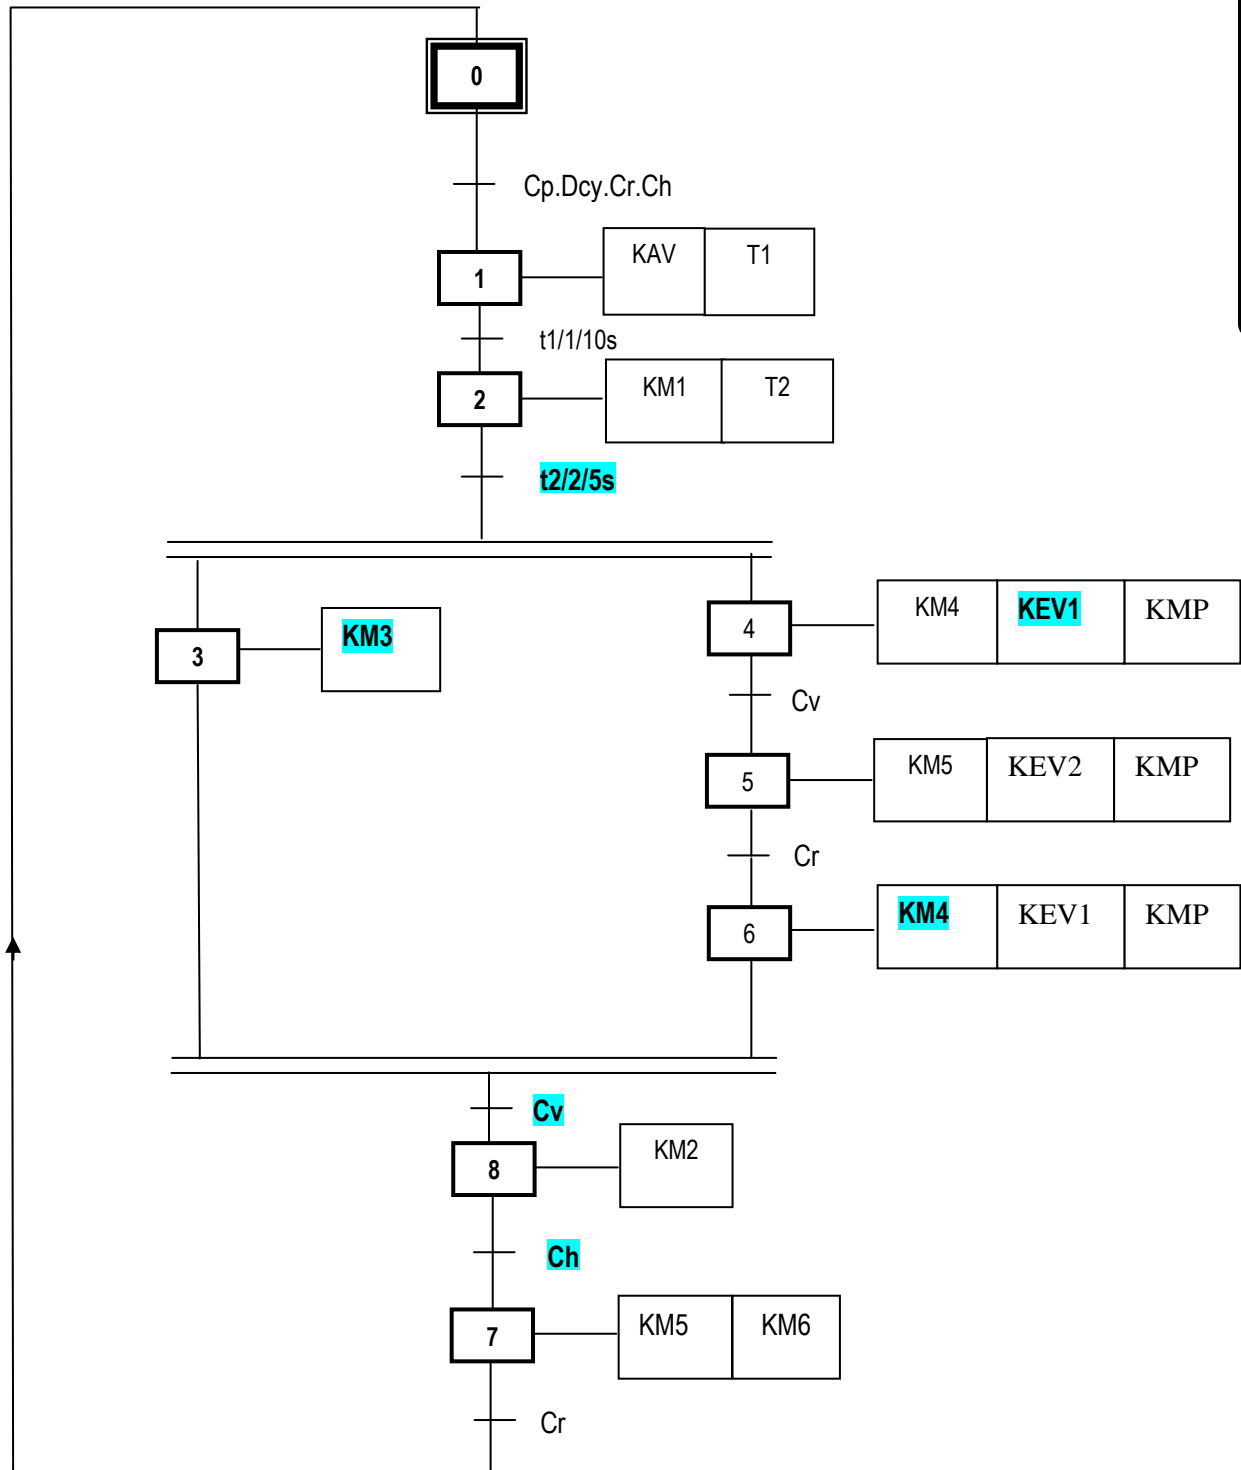 0
Cp.Dcy.Cr.Ch
1
KAV T1
t1/1/10s
2
KM1 T2
t2/2/5s
3
KM3
4
KM4 KEV1 KMP
Cv
5
KM5 KEV2 KMP
Cr
6
KM4 KEV1 KMP
Cv
8
KM2
Ch
7
KM5 KM6
Cr